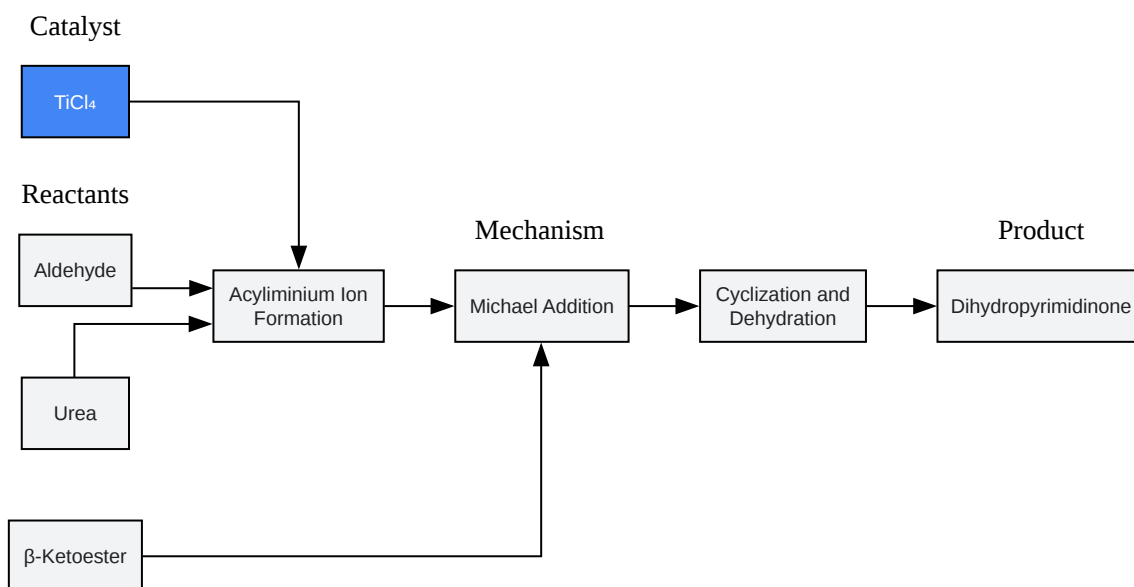 Catalyst
TiCl₄
Reactants
Aldehyde
Urea
β-Ketoester
Acyliminium Ion
Formation
Mechanism
Michael Addition
Cyclization and
Dehydration
Product
Dihydropyrimidinone